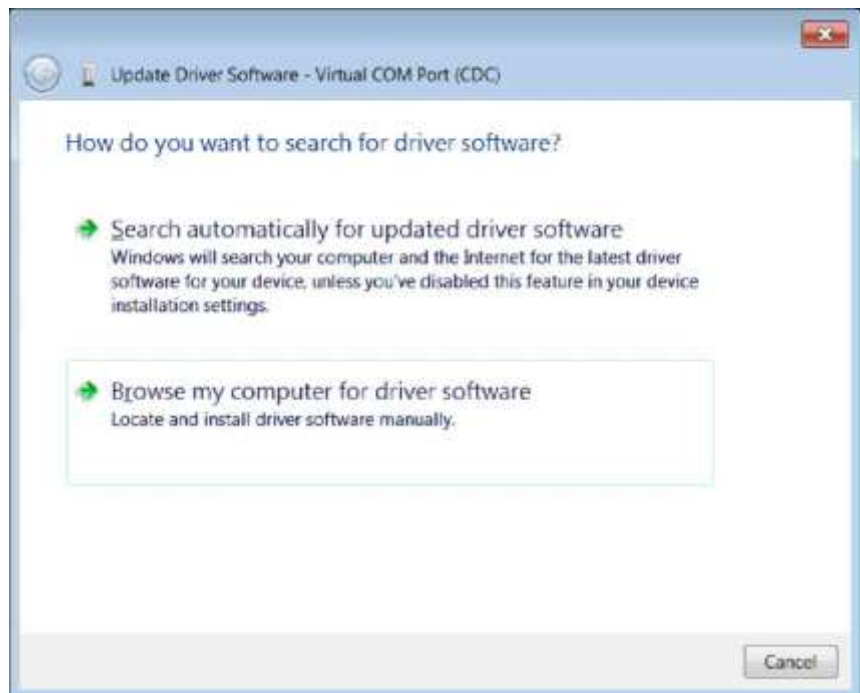 Update Driver Software - Virtual COM Port (CDC)
How do you want to search for driver software?
Search automatically for updated driver software
Windows will search your computer and the Internet for the latest driver
software for your device, unless you've disabled this feature in your device
installation settings.
Browse my computer for driver software
Locate and install driver software manually.
Cancel